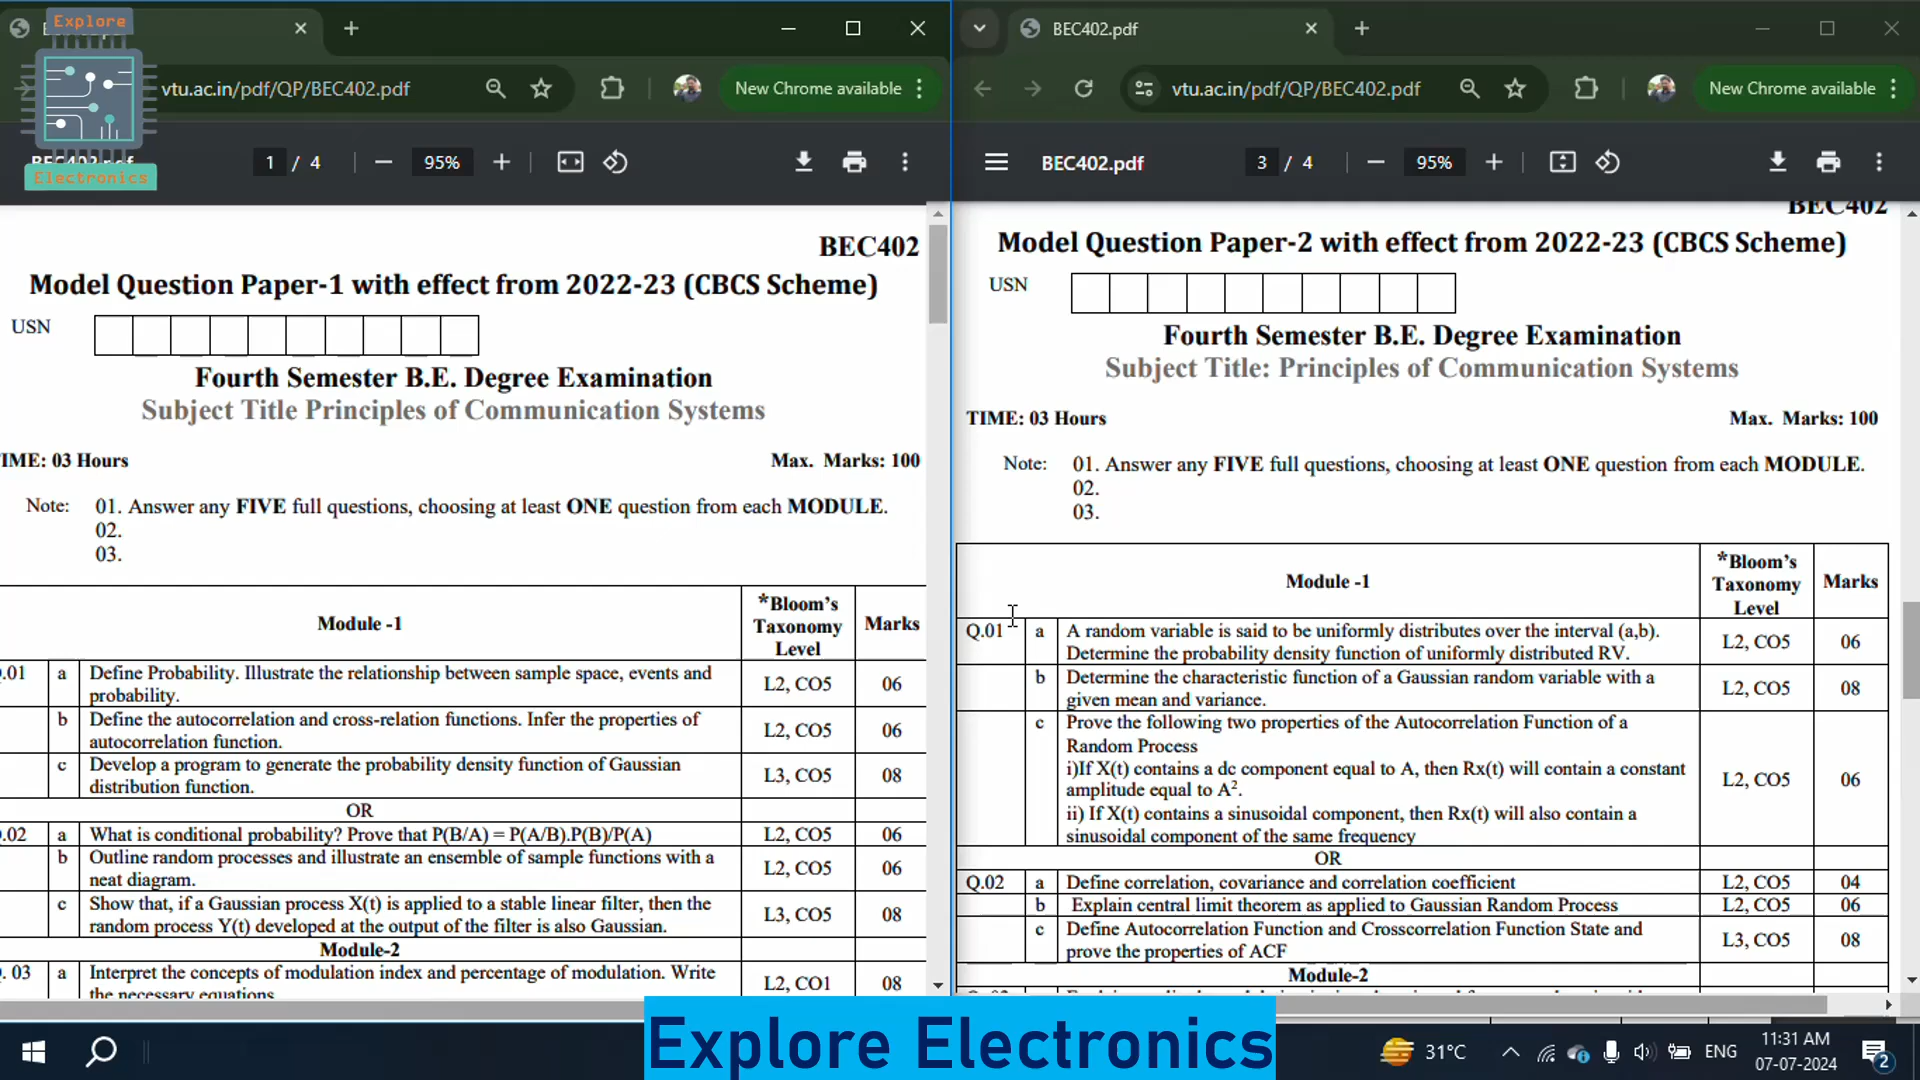 Explore
Electronics
vtu.ac.in/pdf/QP/BEC402.pdf
New Chrome available
1 / 4
95%
BEC402
Model Question Paper-1 with effect from 2022-23 (CBCS Scheme)
USN
Fourth Semester B.E. Degree Examination
Subject Title Principles of Communication Systems
IME: 03 Hours
Max. Marks: 100
Note: 01. Answer any FIVE full questions, choosing at least ONE question from each MODULE.
02.
03.
Module -1
*Bloom's
Taxonomy
Level
Marks
.01 a Define Probability. Illustrate the relationship between sample space, events and
probability.
L2, CO5 06
b Define the autocorrelation and cross-relation functions. Infer the properties of
autocorrelation function.
L2, CO5 06
c Develop a program to generate the probability density function of Gaussian
distribution function.
L3, CO5 08
OR
.02 a What is conditional probability? Prove that P(B/A) = P(A/B).P(B)/P(A) L2, CO5 06
b Outline random processes and illustrate an ensemble of sample functions with a
neat diagram.
L2, CO5 06
c Show that, if a Gaussian process X(t) is applied to a stable linear filter, then the
random process Y(t) developed at the output of the filter is also Gaussian.
L3, CO5 08
Module-2
. 03 a Interpret the concepts of modulation index and percentage of modulation. Write
the necessary equations
L2, CO1 08
BEC402.pdf
vtu.ac.in/pdf/QP/BEC402.pdf
New Chrome available
BEC402.pdf
3 / 4
95%
BEC402
Model Question Paper-2 with effect from 2022-23 (CBCS Scheme)
USN
Fourth Semester B.E. Degree Examination
Subject Title: Principles of Communication Systems
TIME: 03 Hours
Max. Marks: 100
Note: 01. Answer any FIVE full questions, choosing at least ONE question from each MODULE.
02.
03.
Module -1
*Bloom's
Taxonomy
Level
Marks
Q.01 a A random variable is said to be uniformly distributes over the interval (a,b).
Determine the probability density function of uniformly distributed RV.
L2, CO5 06
b Determine the characteristic function of a Gaussian random variable with a
given mean and variance.
L2, CO5 08
c Prove the following two properties of the Autocorrelation Function of a
Random Process
i)If X(t) contains a dc component equal to A, then Rx(t) will contain a constant
amplitude equal to A².
ii) If X(t) contains a sinusoidal component, then Rx(t) will also contain a
sinusoidal component of the same frequency
L2, CO5 06
OR
Q.02 a Define correlation, covariance and correlation coefficient L2, CO5 04
b Explain central limit theorem as applied to Gaussian Random Process L2, CO5 06
c Define Autocorrelation Function and Crosscorrelation Function State and
prove the properties of ACF
L3, CO5 08
Module-2
Explore Electronics
31°C
ENG
11:31 AM
07-07-2024
2